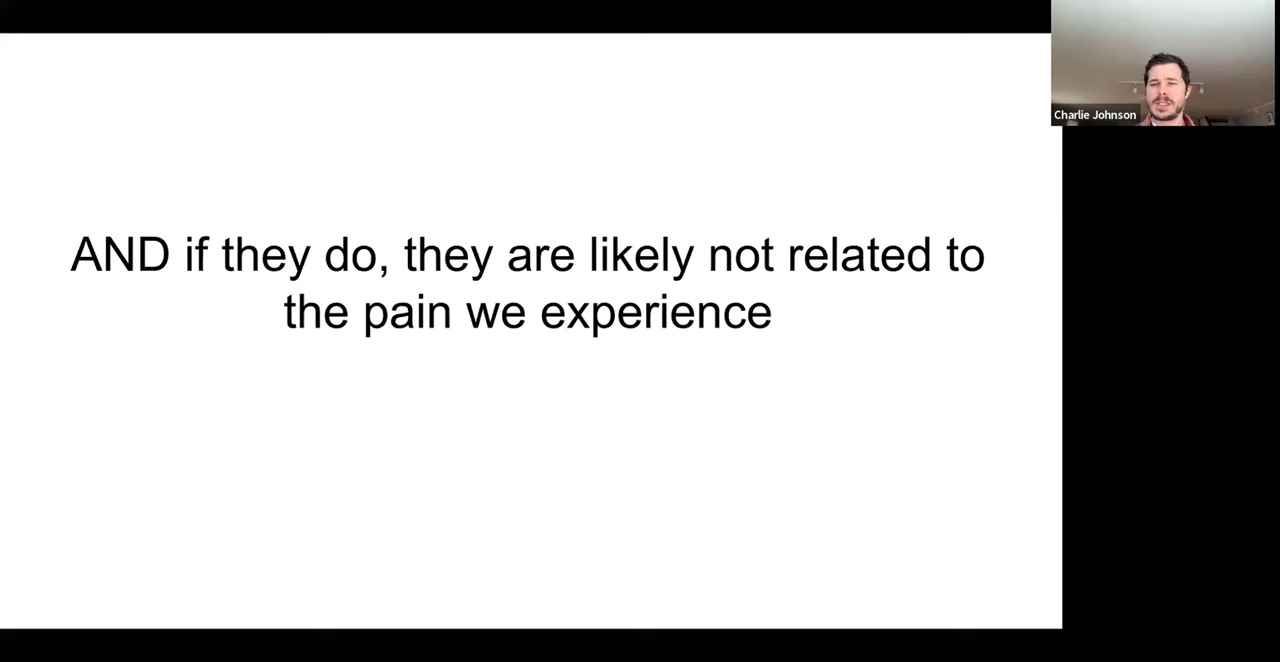 AND if they do, they are likely not related to
the pain we experience
Charlie Johnson